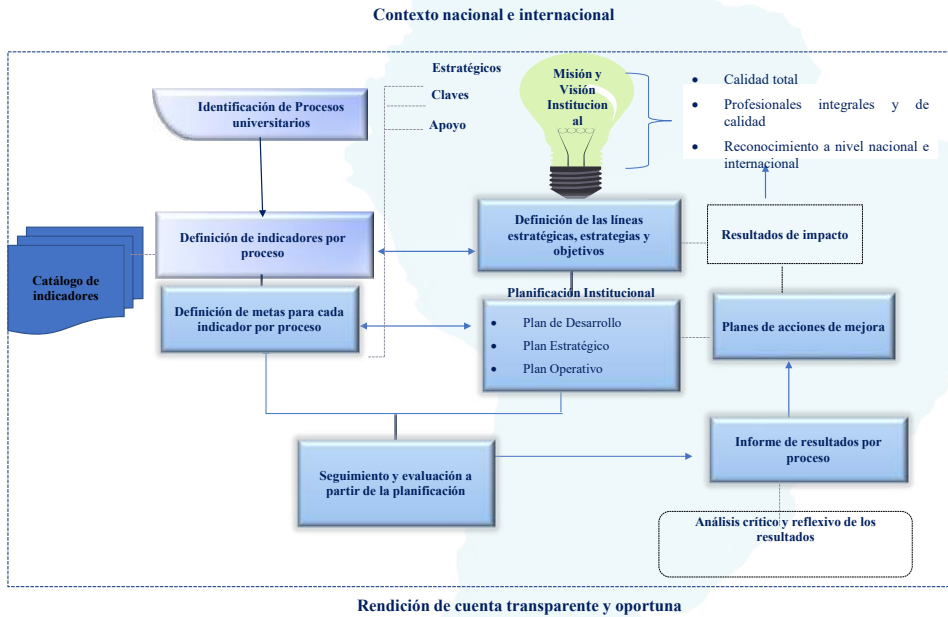 Contexto nacional e internacional
Estratégicos
Claves
Apoyo
Identificación de Procesos
universitarios
Misión y
Visión
Institucion
al
• Calidad total
• Profesionales integrales y de
calidad
• Reconocimiento a nivel nacional e
internacional
Definición de indicadores por
proceso
Definición de las líneas
estratégicas, estrategias y
objetivos
Resultados de impacto
Catálogo de
indicadores
Definición de metas para cada
indicador por proceso
Planificación Institucional
• Plan de Desarrollo
• Plan Estratégico
• Plan Operativo
Planes de acciones de mejora
Seguimiento y evaluación a
partir de la planificación
Informe de resultados por
proceso
Análisis crítico y reflexivo de los
resultados
Rendición de cuenta transparente y oportuna